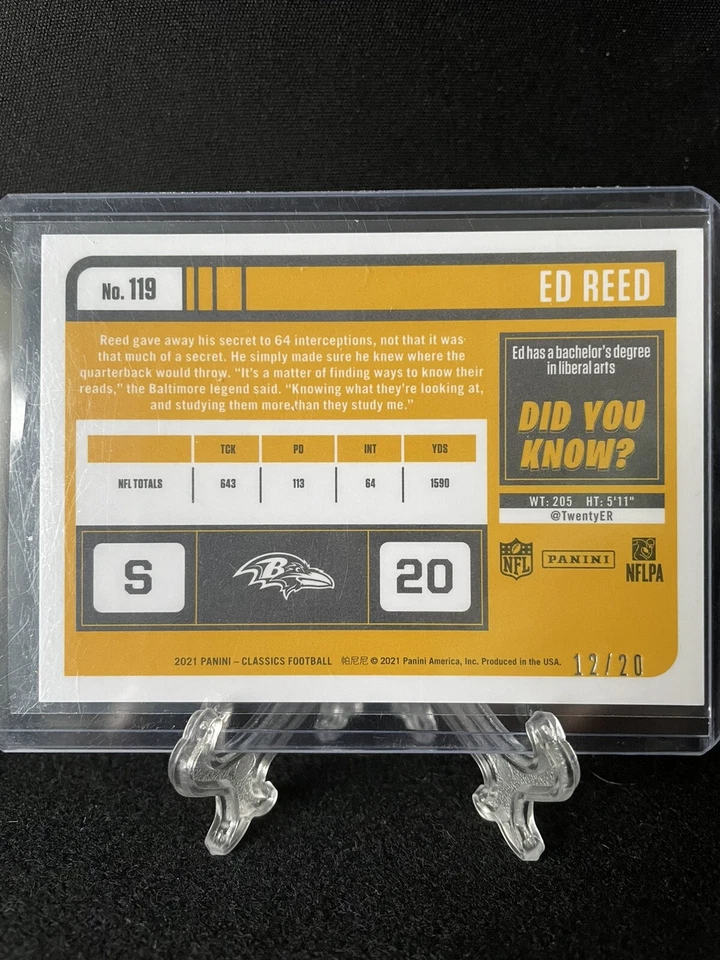 No. 119
ED REED
Reed gave away his secret to 64 interceptions, not that it was
that much of a secret. He simply made sure he knew where the
quarterback would throw. "It's a matter of finding ways to know their
reads," the Baltimore legend said. "Knowing what they're looking at,
and studying them more than they study me."
Ed has a bachelor's degree
in liberal arts
DID YOU
KNOW?
TCK PD INT YDS
NFL TOTALS 643 113 64 1590
WT: 205 HT: 5'11"
@TwentyER
S
B
20
NFL
PANINI
NFLPA
2021 PANINI – CLASSICS FOOTBALL 帕尼尼 © 2021 Panini America, Inc. Produced in the USA.
12/20